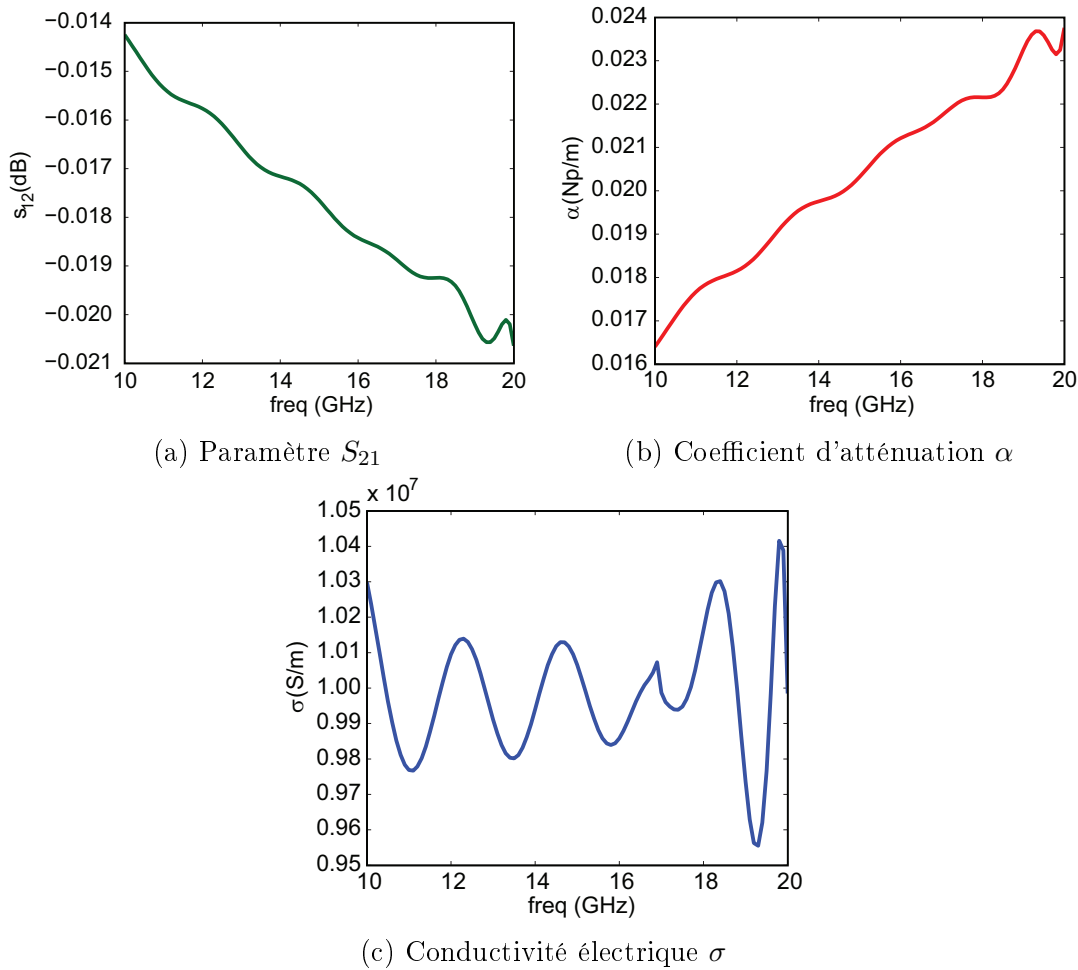 −0.014
−0.015
−0.016
−0.017
−0.018
−0.019
−0.020
−0.021
s12(dB)
10 12 14 16 18 20
freq (GHz)
(a) Paramètre S21
0.024
0.023
0.022
0.021
0.020
0.019
0.018
0.017
0.016
α(Np/m)
10 12 14 16 18 20
freq (GHz)
(b) Coefficient d'atténuation α
x 10^7
1.05
1.04
1.03
1.01
1.00
0.99
0.98
0.97
0.96
0.95
σ(S/m)
10 12 14 16 18 20
freq (GHz)
(c) Conductivité électrique σ